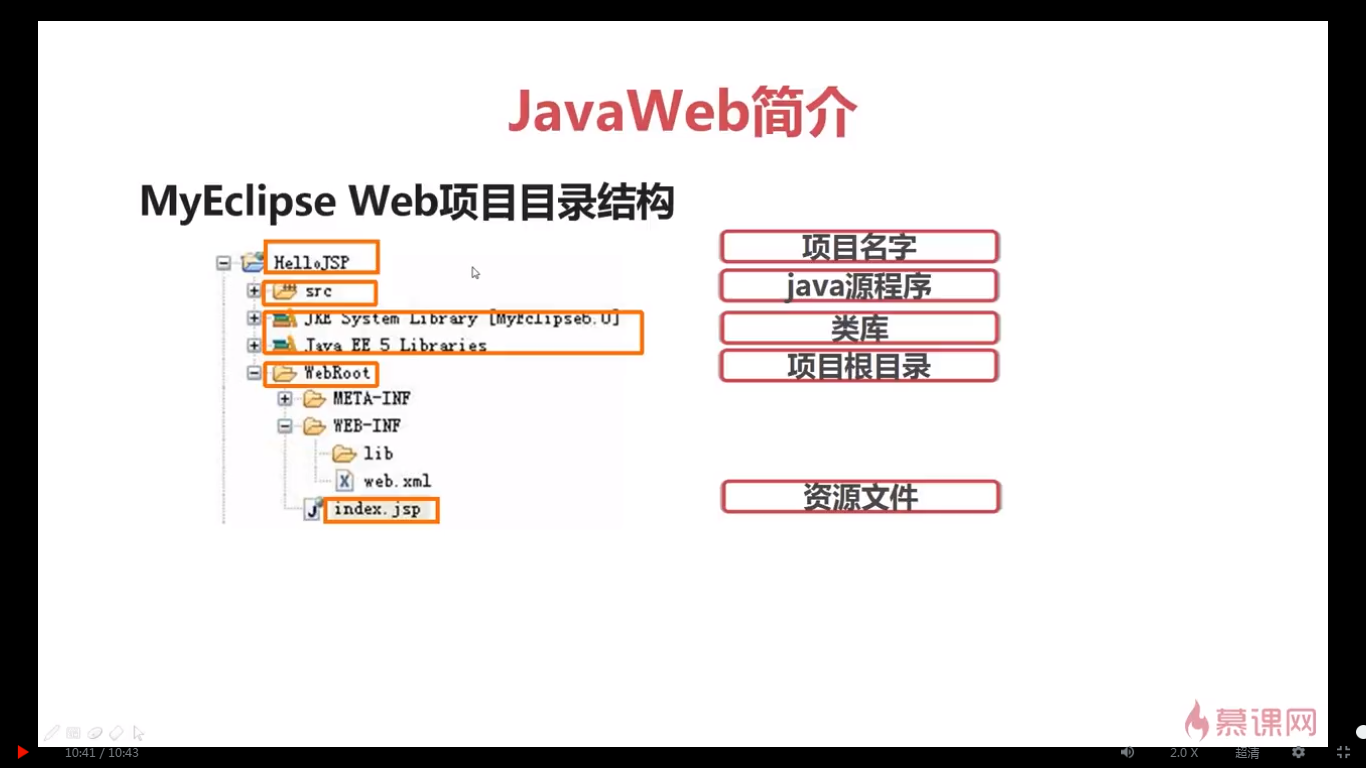 JavaWeb简介
MyEclipse Web项目目录结构
HelloJSP
项目名字
src
java源程序
JRE System Library [MyEclipse6.0]
类库
Java EE 5 Libraries
WebRoot
项目根目录
META-INF
WEB-INF
lib
web.xml
index.jsp
资源文件
慕课网
10:41 / 10:43
2.0 X
超清